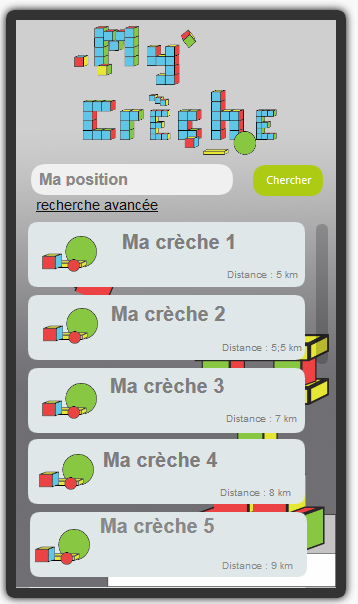 My'
crèche
Ma position
Chercher
recherche avancée
Ma crèche 1
Distance : 5 km
Ma crèche 2
Distance : 5;5 km
Ma crèche 3
Distance : 7 km
Ma crèche 4
Distance : 8 km
Ma crèche 5
Distance : 9 km